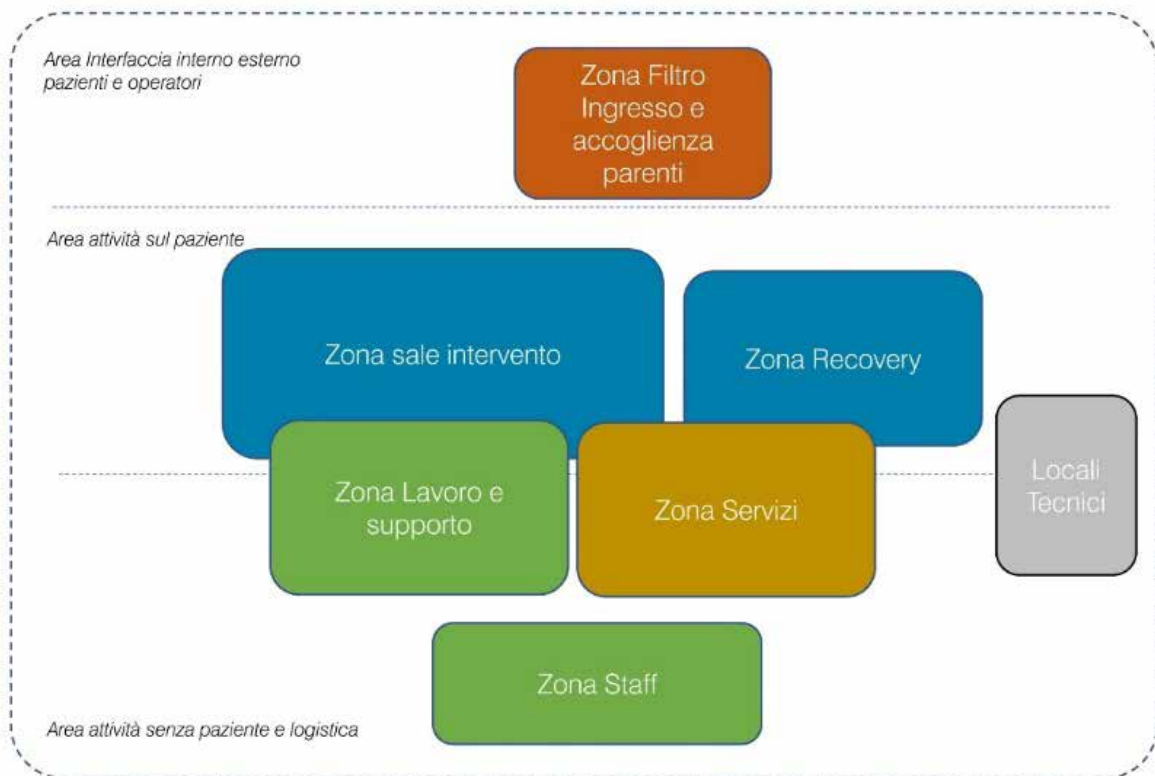 Area Interfaccia interno esterno
pazienti e operatori
Zona Filtro
Ingresso e
accoglienza
parenti
Area attività sul paziente
Zona sale intervento
Zona Recovery
Zona Lavoro e
supporto
Zona Servizi
Locali
Tecnici
Zona Staff
Area attività senza paziente e logistica